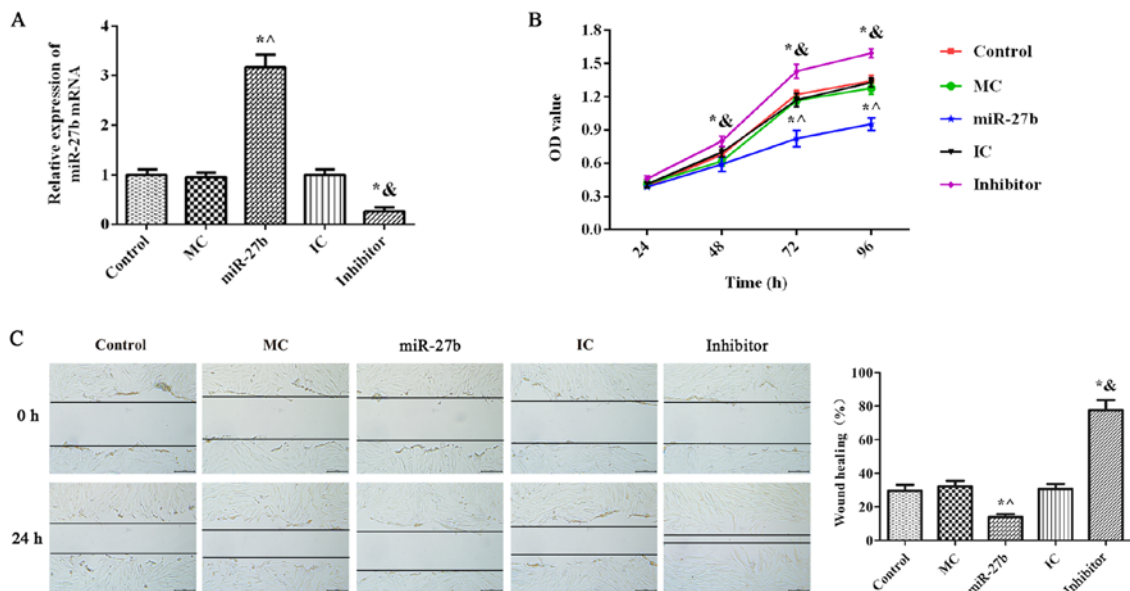 A
Relative expression of
miR-27b mRNA
4
3
2
1
0
*^
*&
Control
MC
miR-27b
IC
Inhibitor
B
OD value
1.8
1.5
1.2
0.9
0.6
0.3
0.0
*&
*&
*&
*^
*^
24
48
72
96
Time (h)
Control
MC
miR-27b
IC
Inhibitor
C
Control
MC
miR-27b
IC
Inhibitor
0 h
24 h
Wound healing (%)
100
80
60
40
20
0
*^
*&
Control
MC
miR-27b
IC
Inhibitor